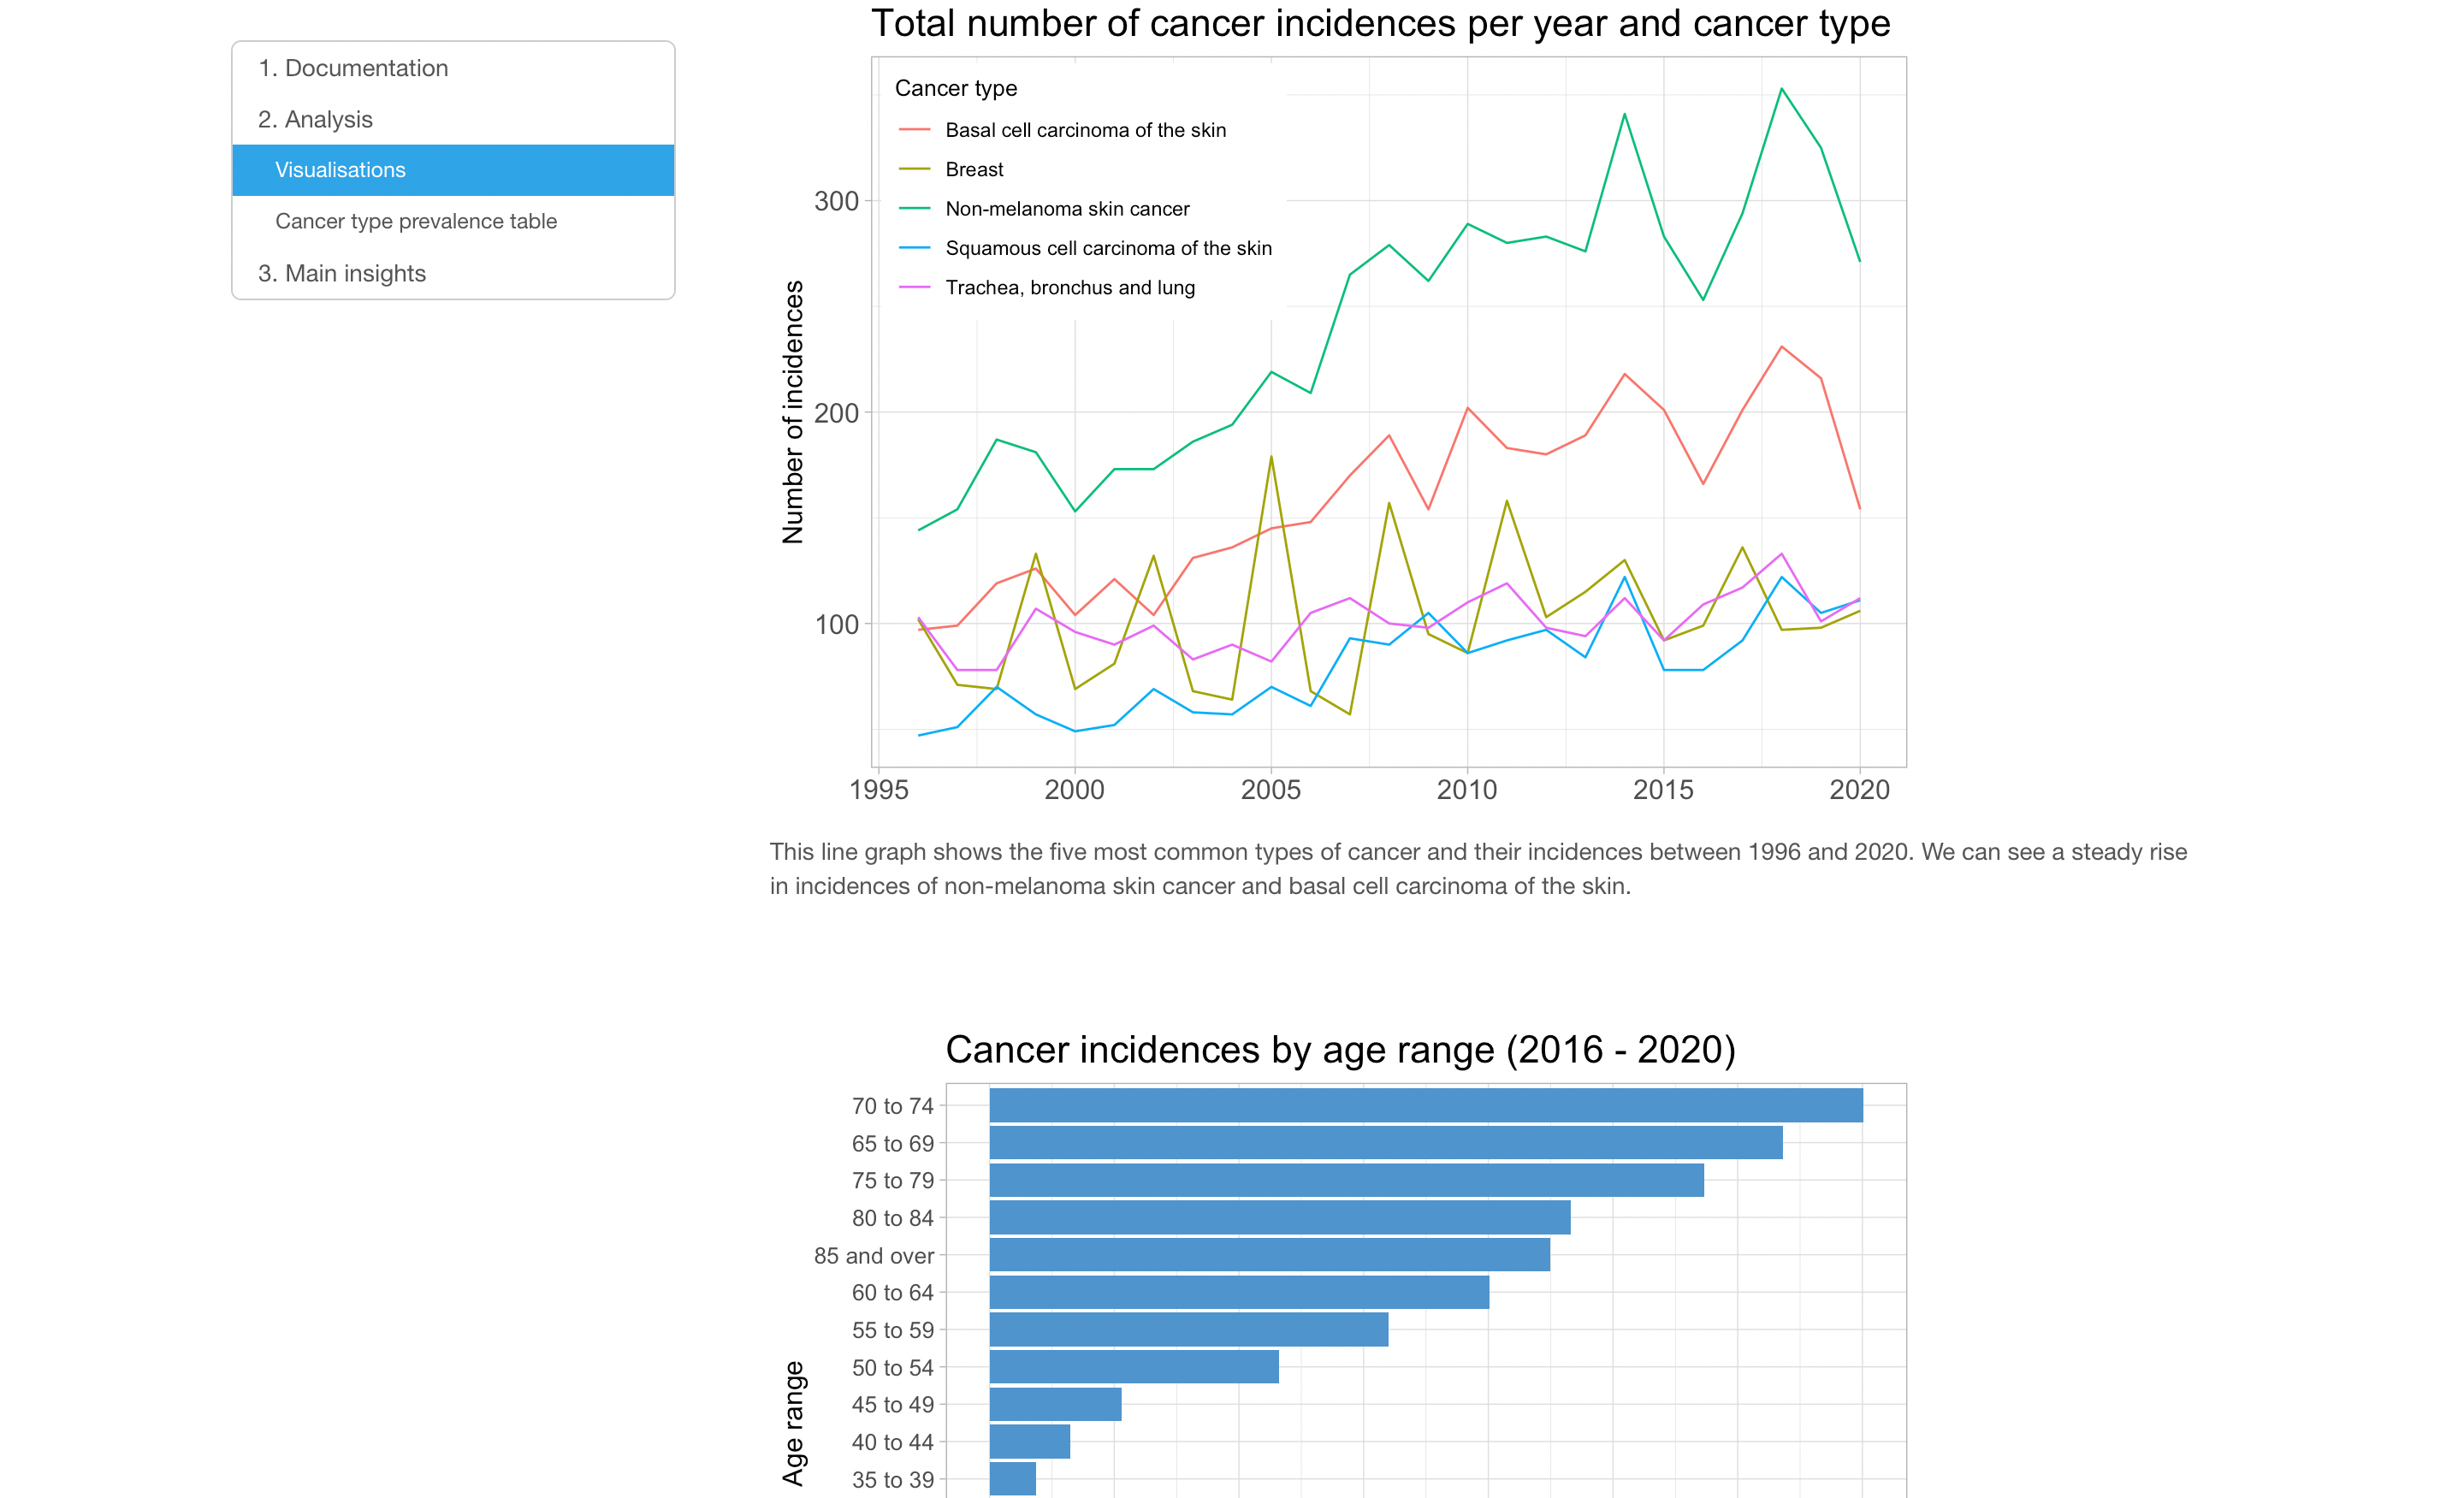 1. Documentation
2. Analysis
Visualisations
Cancer type prevalence table
3. Main insights
Total number of cancer incidences per year and cancer type
Cancer type
Basal cell carcinoma of the skin
Breast
Non-melanoma skin cancer
Squamous cell carcinoma of the skin
Trachea, bronchus and lung
Number of incidences
300
200
100
1995 2000 2005 2010 2015 2020
This line graph shows the five most common types of cancer and their incidences between 1996 and 2020. We can see a steady rise
in incidences of non-melanoma skin cancer and basal cell carcinoma of the skin.
Cancer incidences by age range (2016 - 2020)
Age range
70 to 74
65 to 69
75 to 79
80 to 84
85 and over
60 to 64
55 to 59
50 to 54
45 to 49
40 to 44
35 to 39